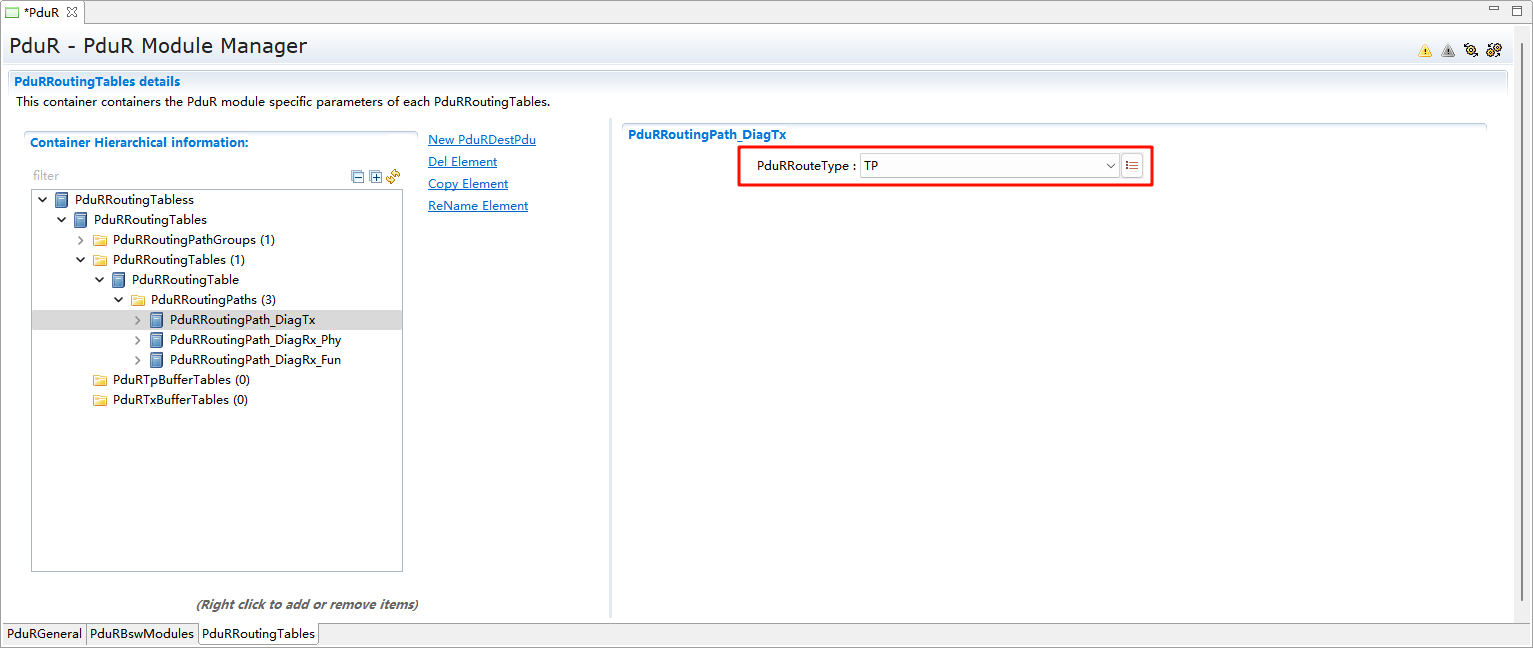 *PduR
PduR - PduR Module Manager
PduRRoutingTables details
This container containers the PduR module specific parameters of each PduRRoutingTables.
Container Hierarchical information:
filter
PduRRoutingTabless
PduRRoutingTables
PduRRoutingPathGroups (1)
PduRRoutingTables (1)
PduRRoutingTable
PduRRoutingPaths (3)
PduRRoutingPath_DiagTx
PduRRoutingPath_DiagRx_Phy
PduRRoutingPath_DiagRx_Fun
PduRTpBufferTables (0)
PduRTxBufferTables (0)
(Right click to add or remove items)
New PduRDestPdu
Del Element
Copy Element
ReName Element
PduRRoutingPath_DiagTx
PduRRouteType : TP
PduRGeneral PduRBswModules PduRRoutingTables